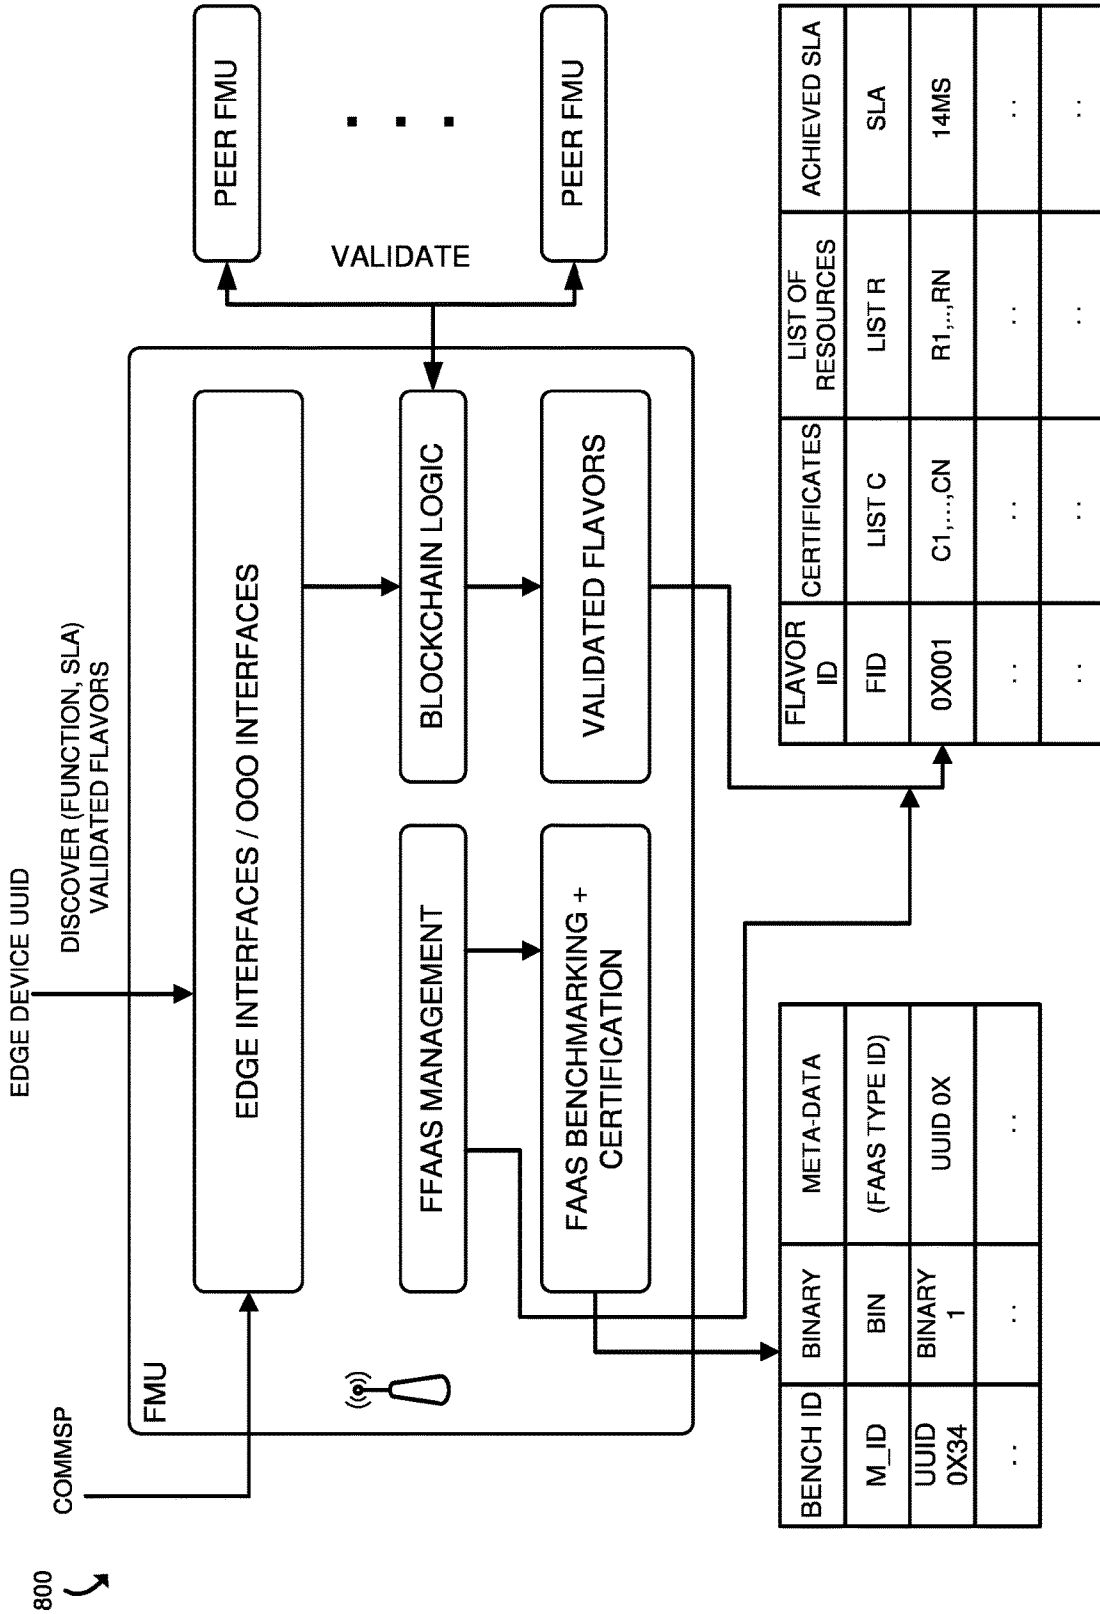 800
COMMSP
EDGE DEVICE UUID
DISCOVER (FUNCTION, SLA)
VALIDATED FLAVORS
FMU
EDGE INTERFACES / OOO INTERFACES
FFAAS MANAGEMENT
BLOCKCHAIN LOGIC
FAAS BENCHMARKING +
CERTIFICATION
VALIDATED FLAVORS
PEER FMU
VALIDATE
. . .
PEER FMU
BENCH ID
BINARY
META-DATA
M_ID
BIN
(FAAS TYPE ID)
UUID
0X34
BINARY
1
UUID 0X
: :
: :
: :
FLAVOR
ID
CERTIFICATES
LIST OF
RESOURCES
ACHIEVED SLA
FID
LIST C
LIST R
SLA
0X001
C1,...,CN
R1,..,RN
14MS
: :
: :
: :
: :
: :
: :
: :
: :